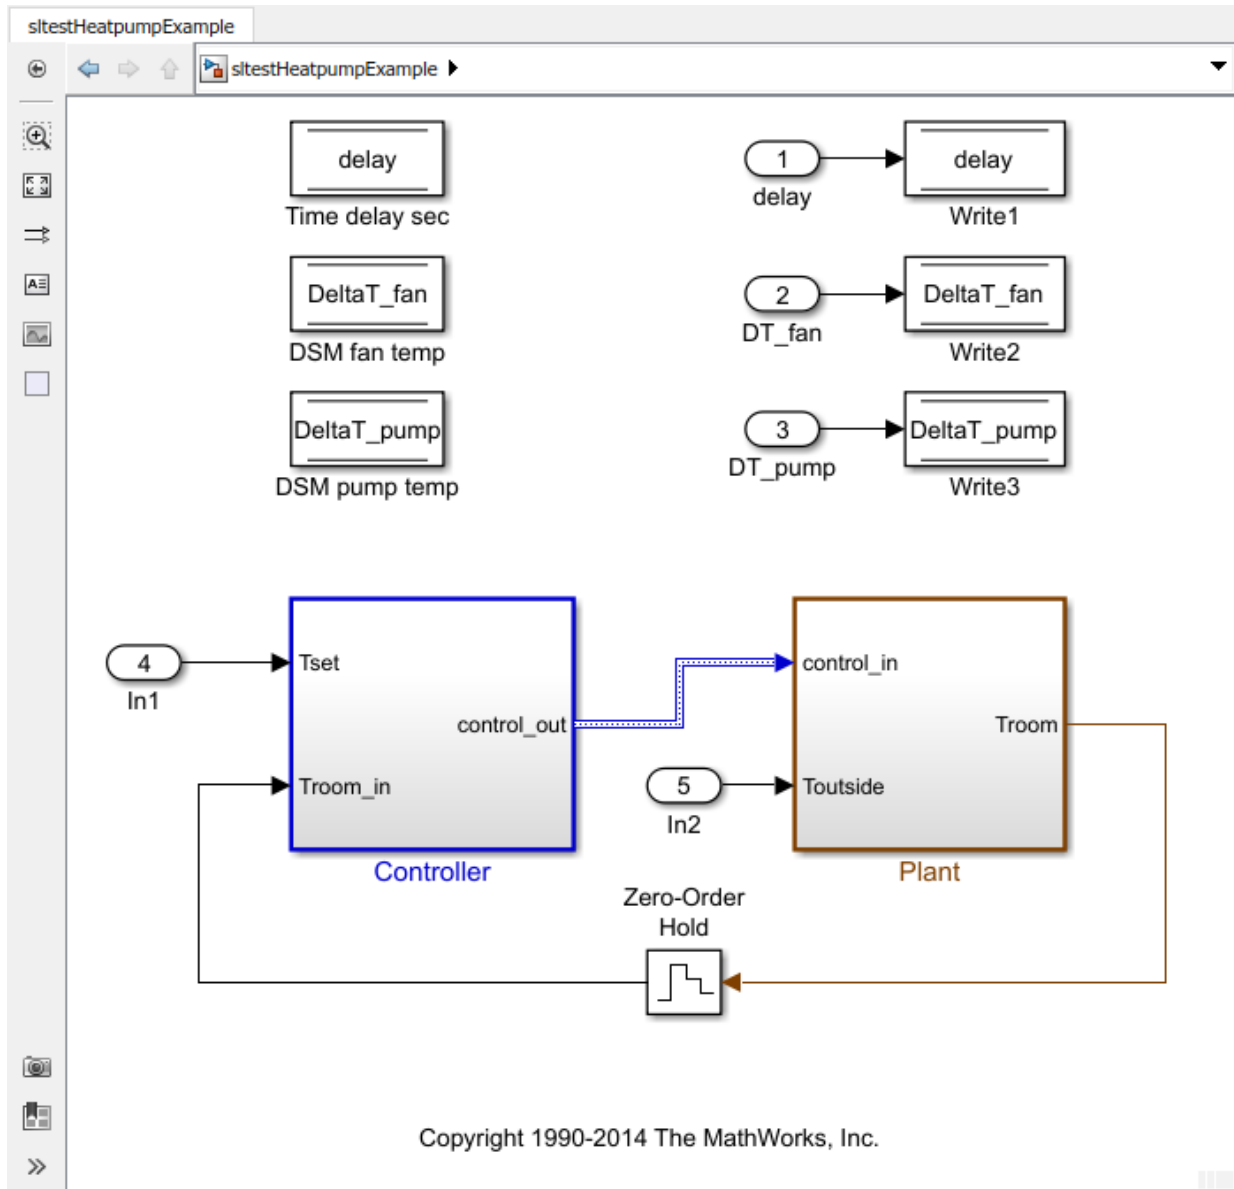 sltestHeatpumpExample
sltestHeatpumpExample
delay
Time delay sec
1
delay
delay
Write1
DeltaT_fan
DSM fan temp
2
DT_fan
DeltaT_fan
Write2
DeltaT_pump
DSM pump temp
3
DT_pump
DeltaT_pump
Write3
4
In1
Tset
Troom_in
control_out
Controller
control_in
Toutside
Troom
Plant
5
In2
Zero-Order
Hold
Copyright 1990-2014 The MathWorks, Inc.